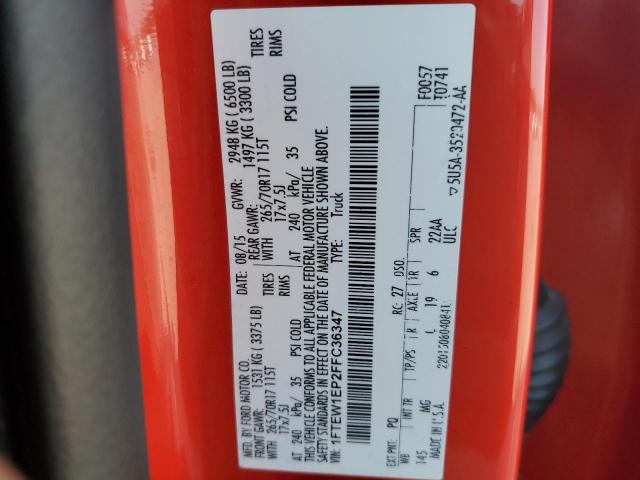 MFD. BY FORD MOTOR CO.
DATE: 08/15 GVWR: 2948 KG ( 6500 LB)
FRONT GAWR: 1531 KG ( 3375 LB) REAR GAWR: 1497 KG ( 3300 LB)
WITH 265/70R17 115T TIRES WITH 265/70R17 115T TIRES
17x7.5J RIMS 17x7.5J RIMS
AT 240 kPa/ 35 PSI COLD AT 240 kPa/ 35 PSI COLD
THIS VEHICLE CONFORMS TO ALL APPLICABLE FEDERAL MOTOR VEHICLE
SAFETY STANDARDS IN EFFECT ON THE DATE OF MANUFACTURE SHOWN ABOVE.
VIN: 1FTEW1EP2FFC36347 TYPE: Truck
F0057
T0741
EXT PNT: PQ RC: 27 DSO:
WB INT TR TP/PS R AXLE TR SPR
145 MG L 19 6 22AA
MADE IN U.S.A. ULC
5U5A-3520472-AA